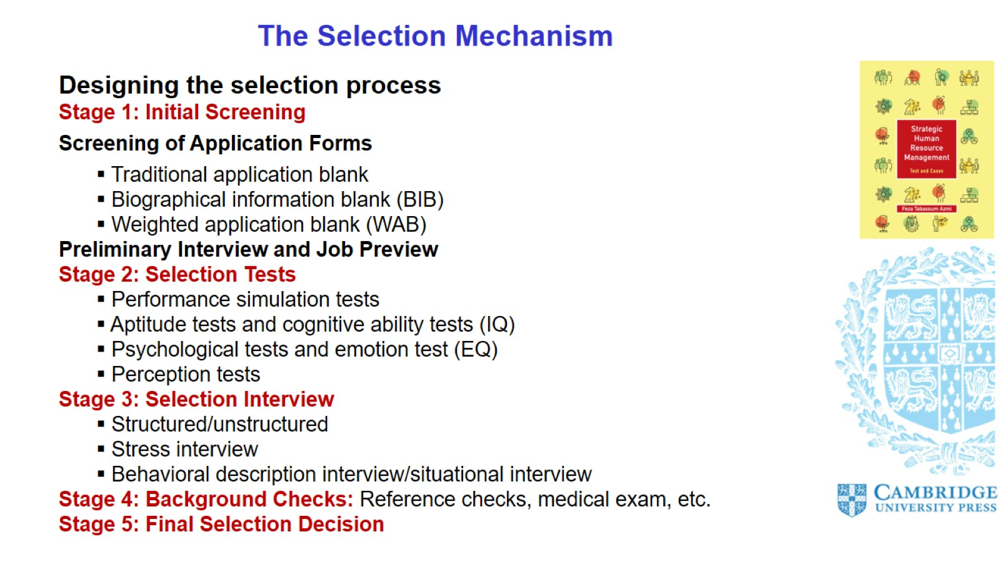 The Selection Mechanism
Designing the selection process
Stage 1: Initial Screening
Screening of Application Forms
▪ Traditional application blank
▪ Biographical information blank (BIB)
▪ Weighted application blank (WAB)
Preliminary Interview and Job Preview
Stage 2: Selection Tests
▪ Performance simulation tests
▪ Aptitude tests and cognitive ability tests (IQ)
▪ Psychological tests and emotion test (EQ)
▪ Perception tests
Stage 3: Selection Interview
▪ Structured/unstructured
▪ Stress interview
▪ Behavioral description interview/situational interview
Stage 4: Background Checks: Reference checks, medical exam, etc.
Stage 5: Final Selection Decision
Strategic
Human
Resource
Management
Text and Cases
Feza Tabassum Azmi
CAMBRIDGE
UNIVERSITY PRESS